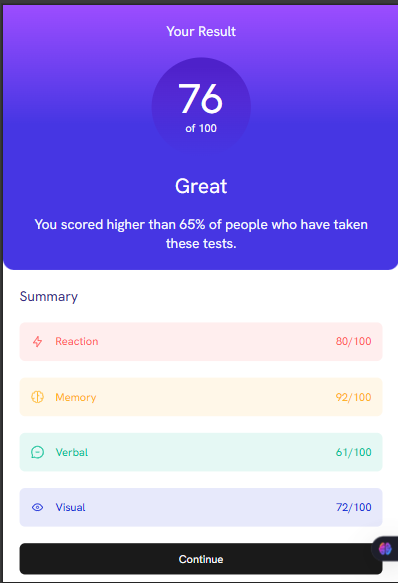 Your Result
76
of 100
Great
You scored higher than 65% of people who have taken
these tests.
Summary
Reaction 80/100
Memory 92/100
Verbal 61/100
Visual 72/100
Continue